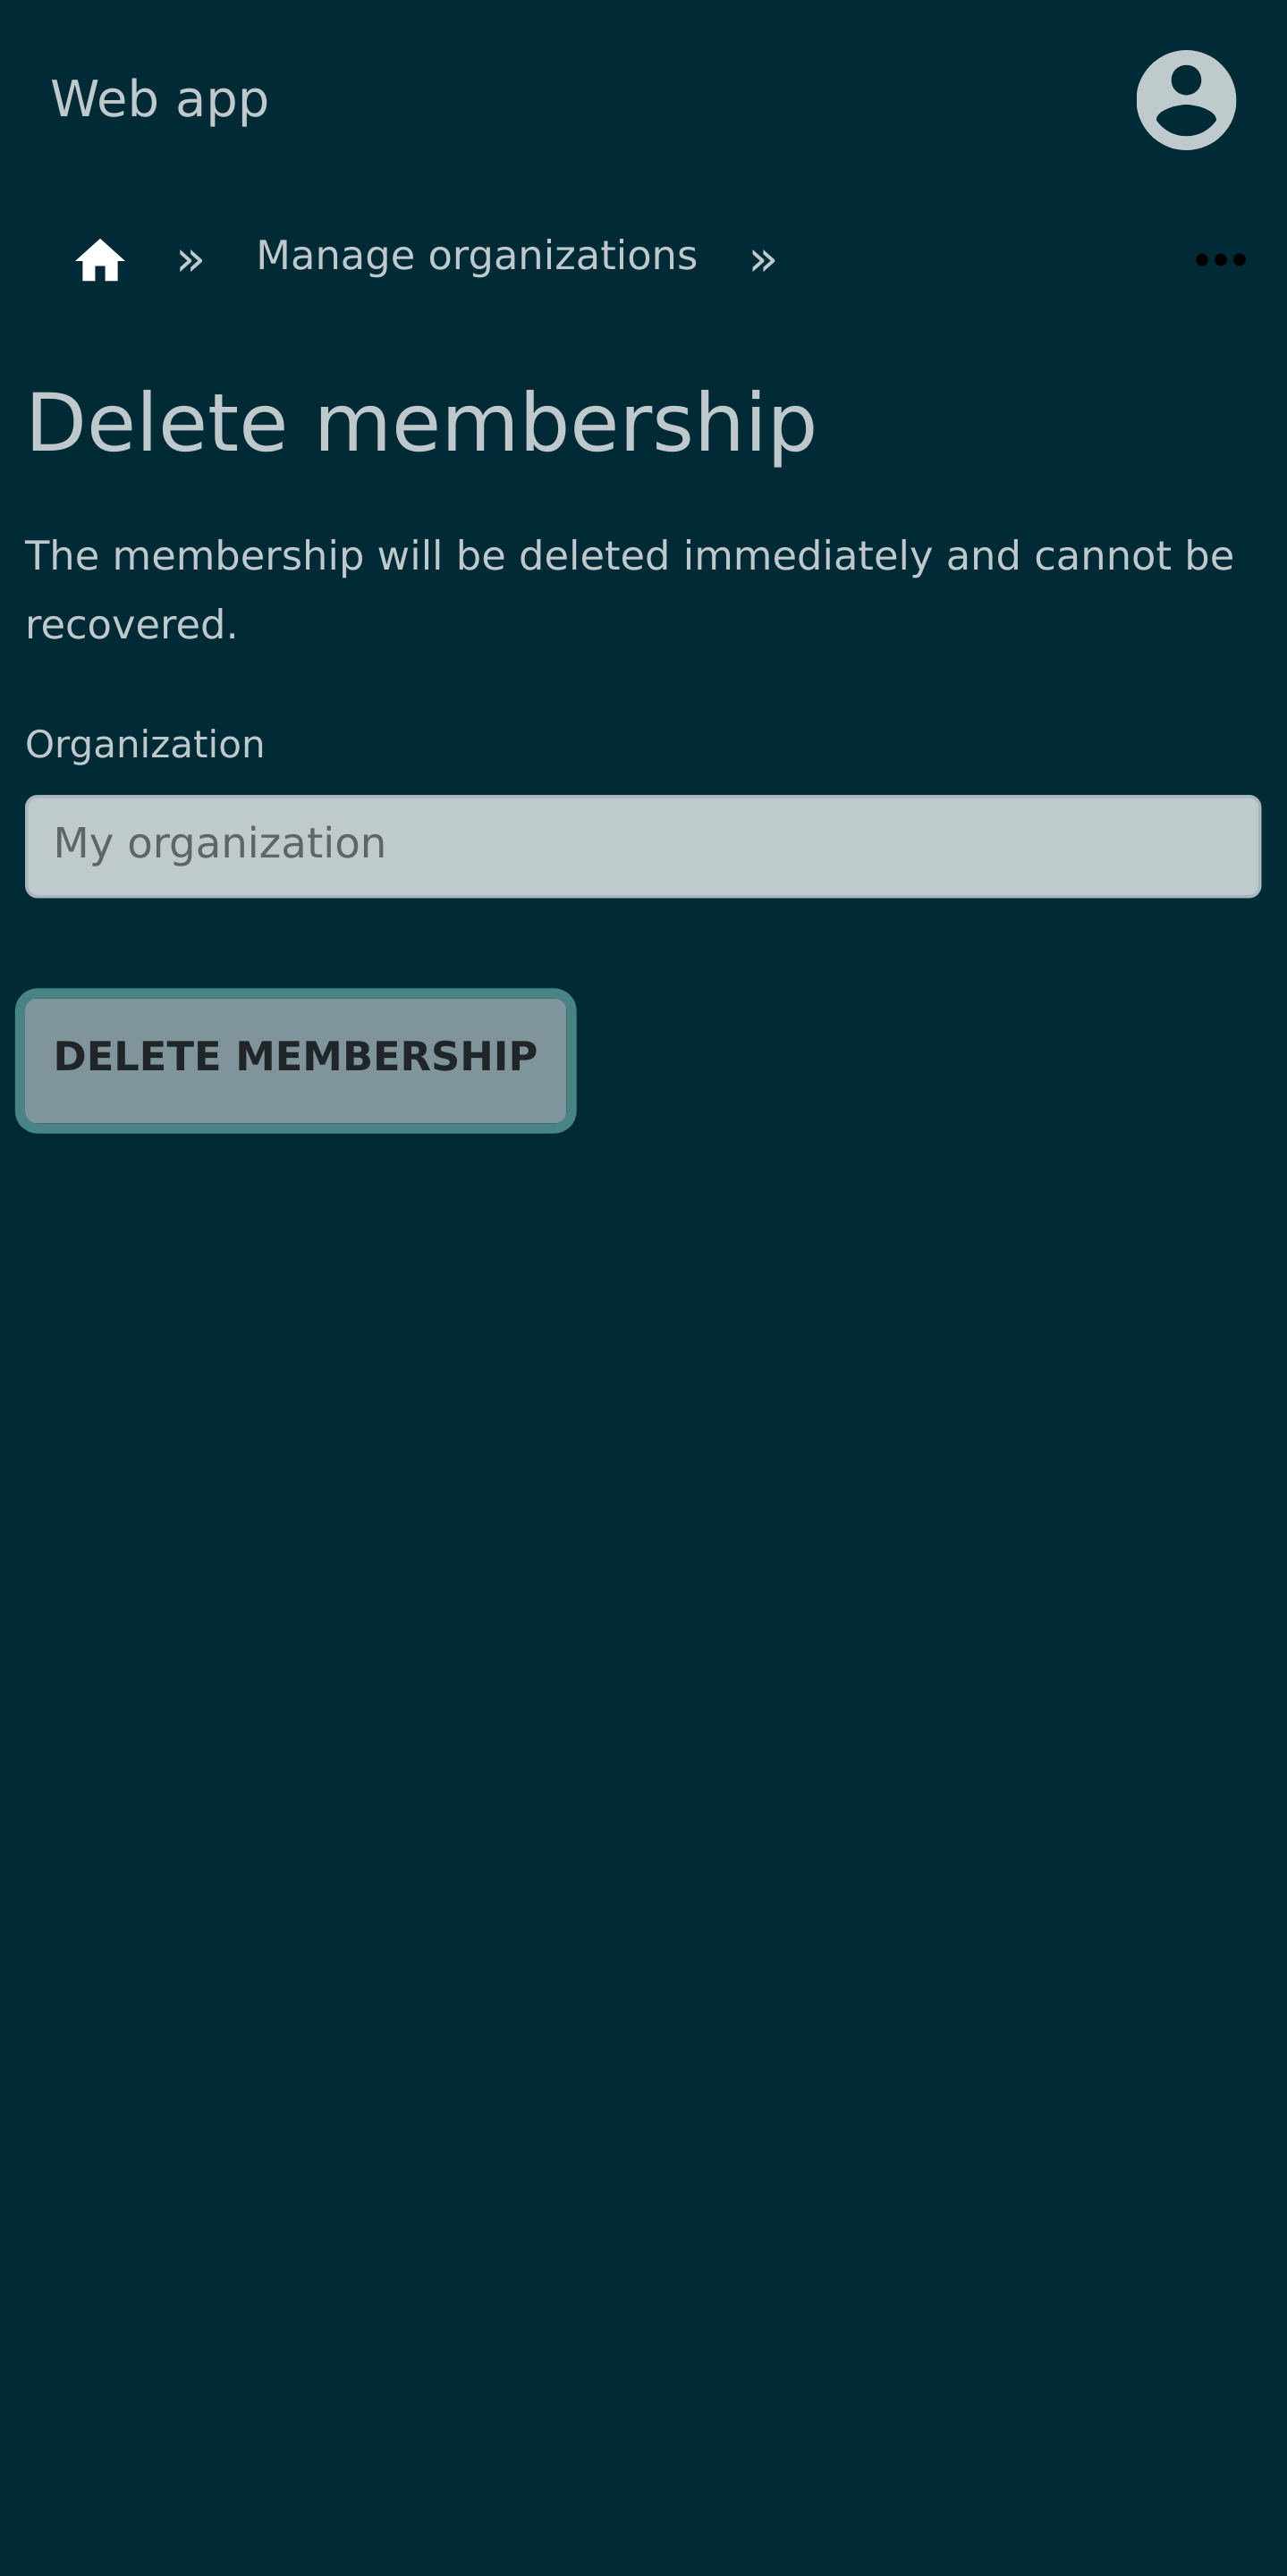 Web app
» Manage organizations »
Delete membership
The membership will be deleted immediately and cannot be
recovered.
Organization
My organization
DELETE MEMBERSHIP